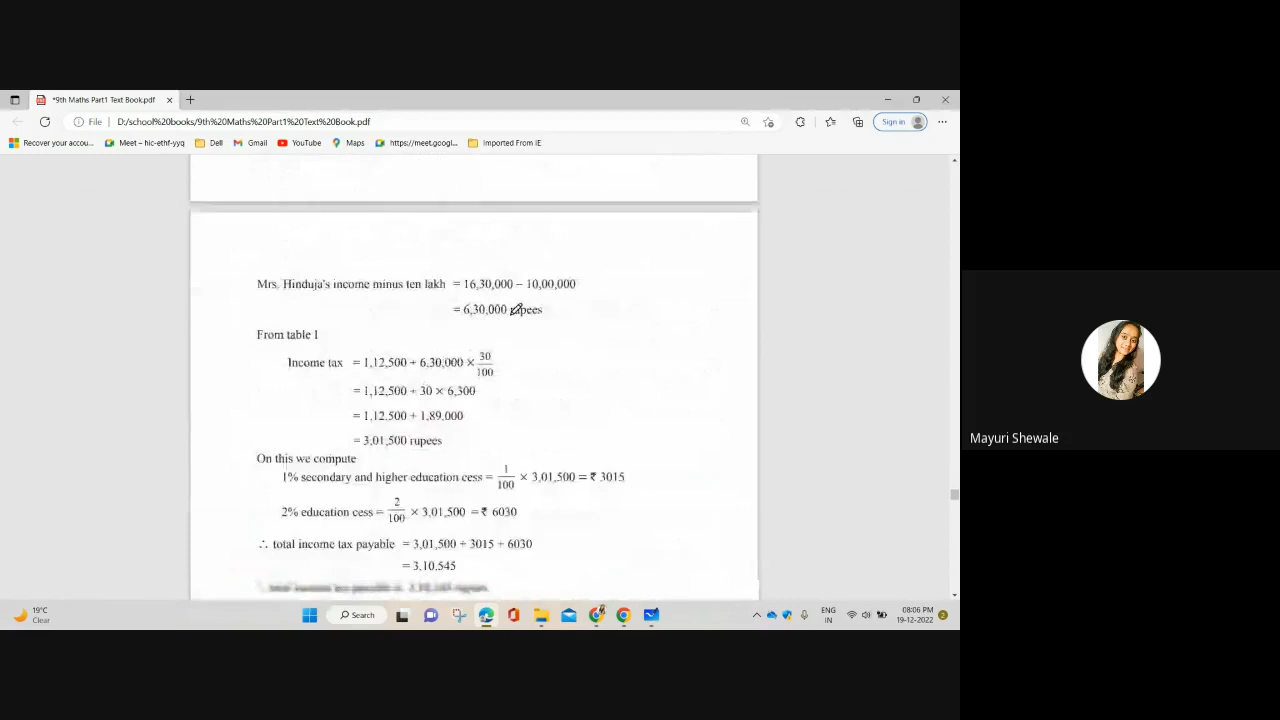 *9th Maths Part1 Text Book.pdf
File | D:/school%20books/9th%20Maths%20Part1%20Text%20Book.pdf
Sign in
Recover your accou... Meet – hic-ethf-yyq Dell Gmail YouTube Maps https://meet.googl... Imported From IE
Mrs. Hinduja's income minus ten lakh = 16,30,000 – 10,00,000
= 6,30,000 rupees
From table I
Income tax = 1,12,500 + 6,30,000 × 30/100
= 1,12,500 + 30 × 6,300
= 1,12,500 + 1,89,000
= 3,01,500 rupees
On this we compute
1% secondary and higher education cess = 1/100 × 3,01,500 = ₹ 3015
2% education cess = 2/100 × 3,01,500 = ₹ 6030
∴ total income tax payable = 3,01,500 + 3015 + 6030
= 3,10,545
Mayuri Shewale
19°C
Clear
Search
ENG
IN
08:06 PM
19-12-2022
2